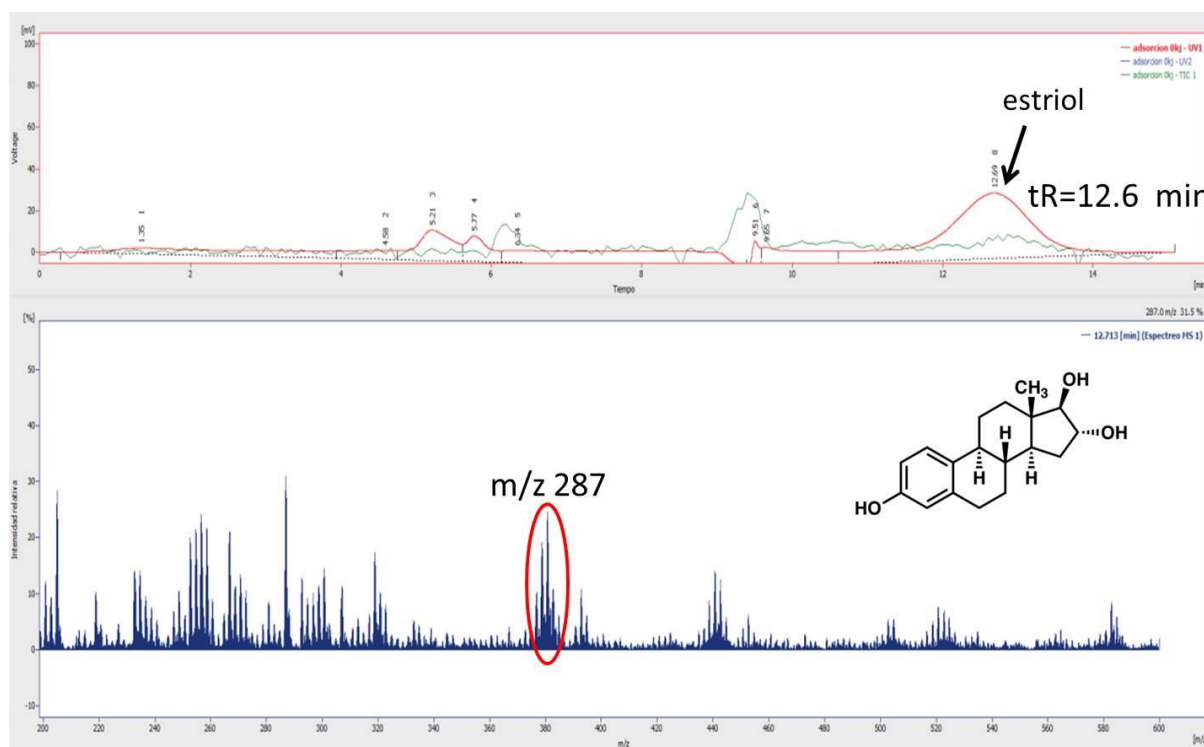 [mV]
100
80
60
40
20
0
Voltage
adsorcion 0kj - UV1
adsorcion 0kj - UV2
adsorcion 0kj - TIC 1
estriol
tR=12.6 min
1.35 1
4.58 2
5.21 3
5.77 4
6.34 5
9.51 6
9.65 7
12.69 8
0 2 4 6 8 10 12 14
Tiempo
[min
287.0 m/z 31.5 %
[%]
12.713 [min] (Espectreo MS 1)
50
40
30
20
10
0
-10
Intensidad relativa
m/z 287
CH3
OH
OH
H
H
H
HO
200 220 240 260 280 300 320 340 360 380 400 420 440 460 480 500 520 540 560 580 600
m/z